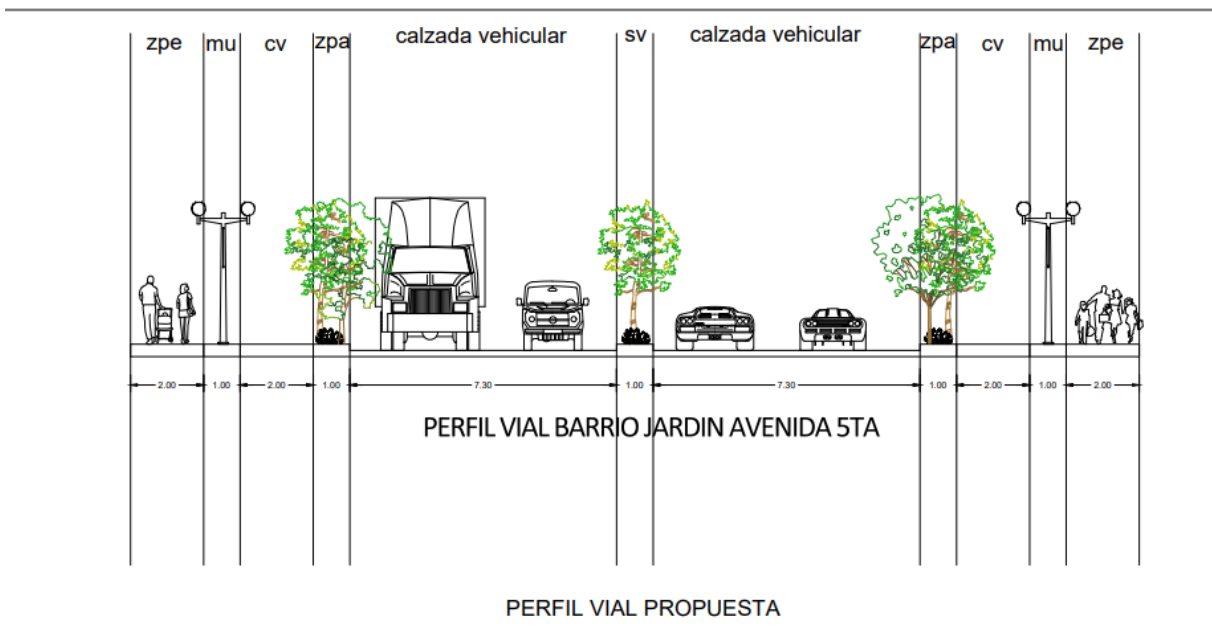 zpe mu cv zpa calzada vehicular sv calzada vehicular zpa cv mu zpe
2.00 1.00 2.00 1.00 7.30 1.00 7.30 1.00 2.00 1.00 2.00
PERFIL VIAL BARRIO JARDIN AVENIDA 5TA
PERFIL VIAL PROPUESTA